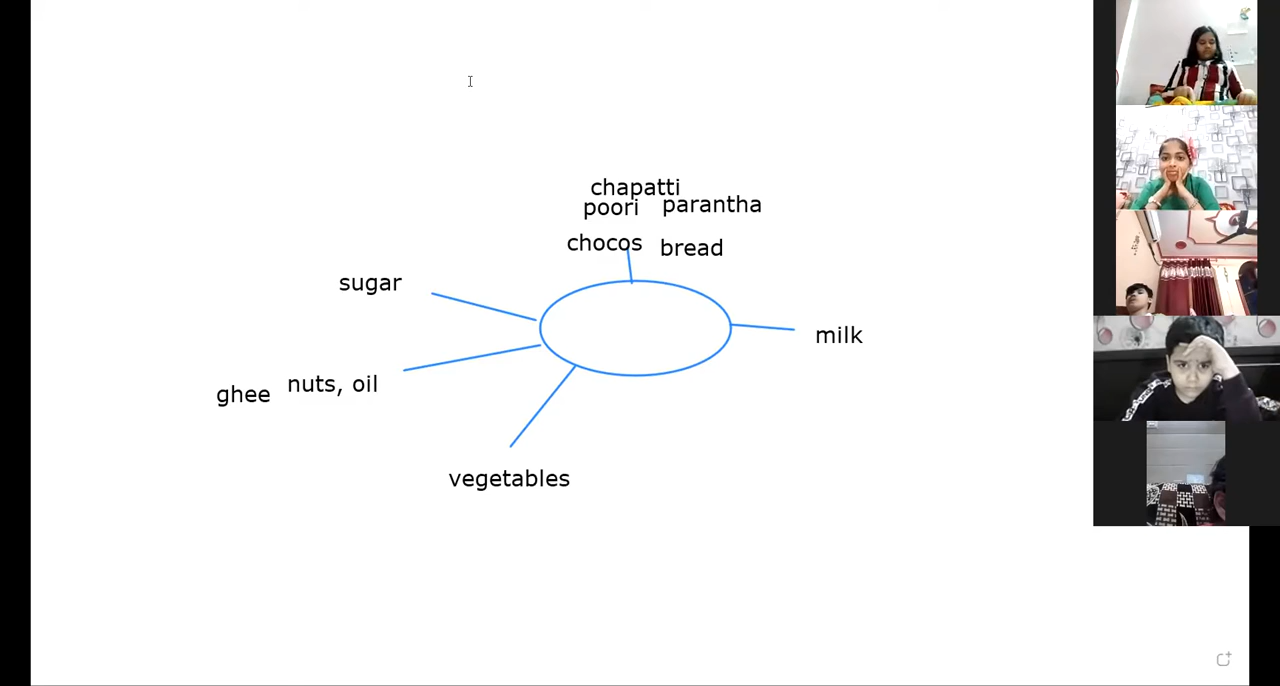 chapatti
poori parantha
chocos bread
sugar
milk
ghee nuts, oil
vegetables